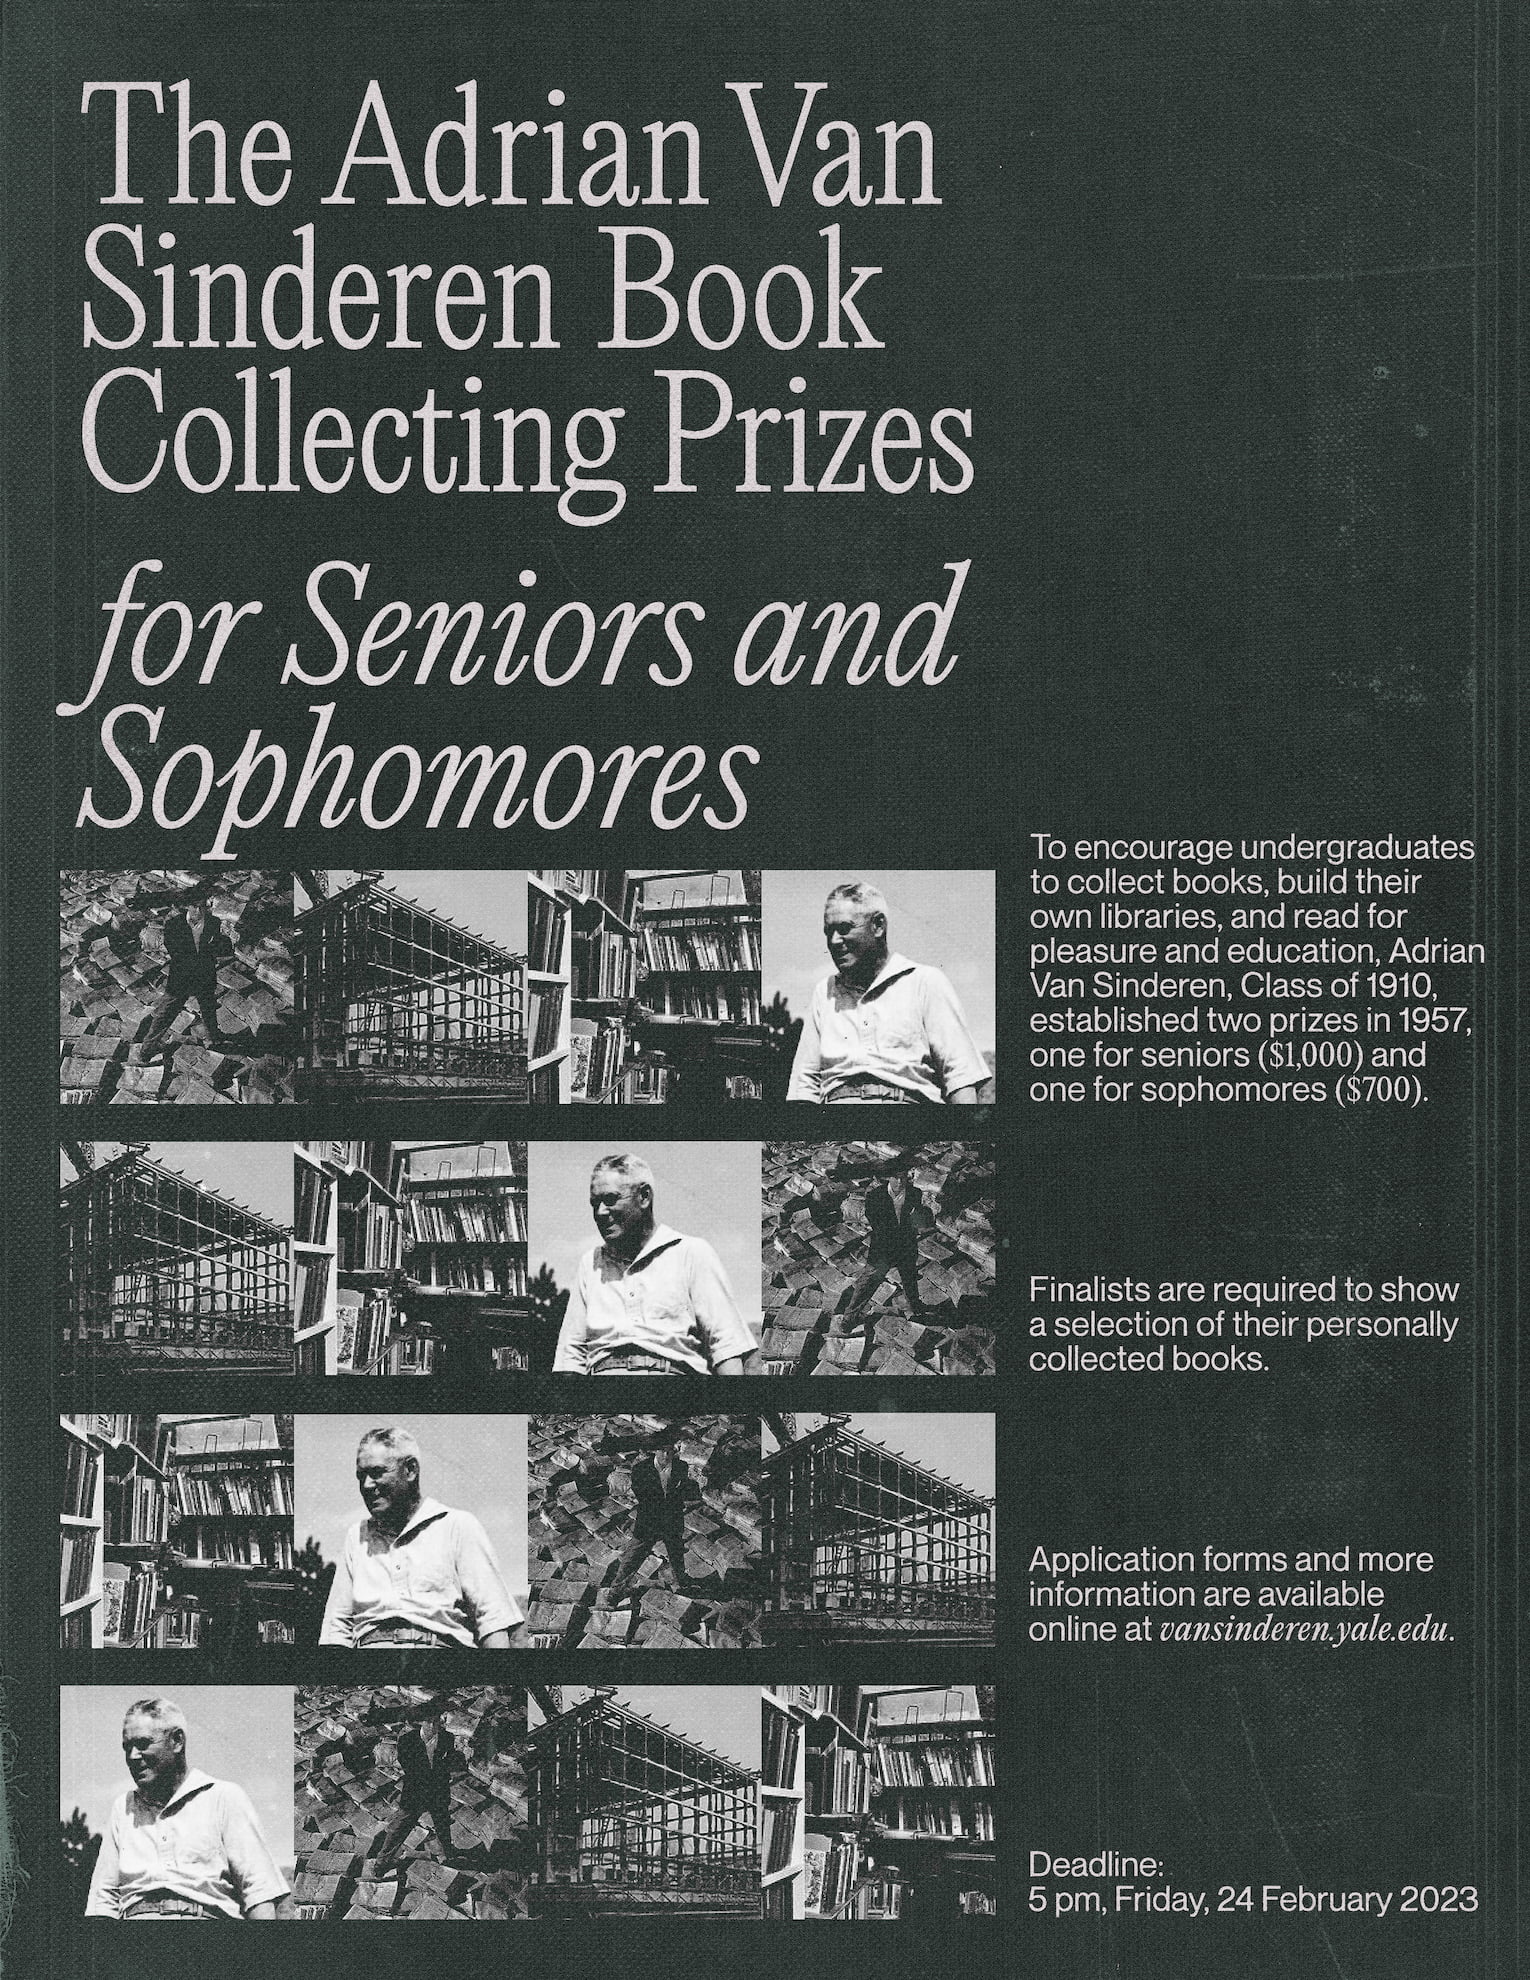 The Adrian Van
Sinderen Book
Collecting Prizes
for Seniors and
Sophomores
To encourage undergraduates
to collect books, build their
own libraries, and read for
pleasure and education, Adrian
Van Sinderen, Class of 1910,
established two prizes in 1957,
one for seniors ($1,000) and
one for sophomores ($700).
Finalists are required to show
a selection of their personally
collected books.
Application forms and more
information are available
online at vansinderen.yale.edu.
Deadline:
5 pm, Friday, 24 February 2023